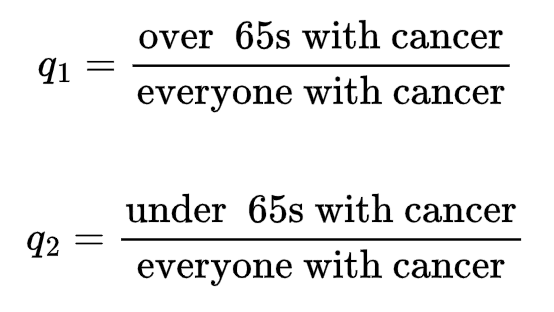 q₁ = over 65s with cancer / everyone with cancer
q₂ = under 65s with cancer / everyone with cancer